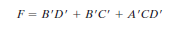 F = B'D' + B'C' + A'CD'